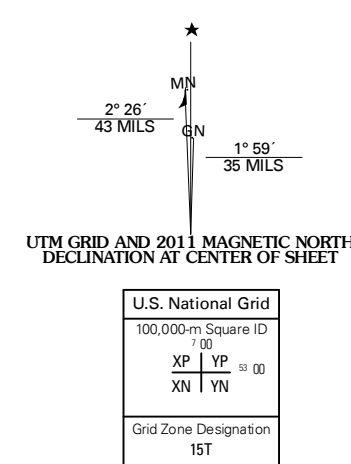 MN
2° 26´
43 MILS
GN
1° 59´
35 MILS
UTM GRID AND 2011 MAGNETIC NORTH
DECLINATION AT CENTER OF SHEET
U.S. National Grid
100,000-m Square ID
7 00
XP YP 53 00
XN YN
Grid Zone Designation
15T